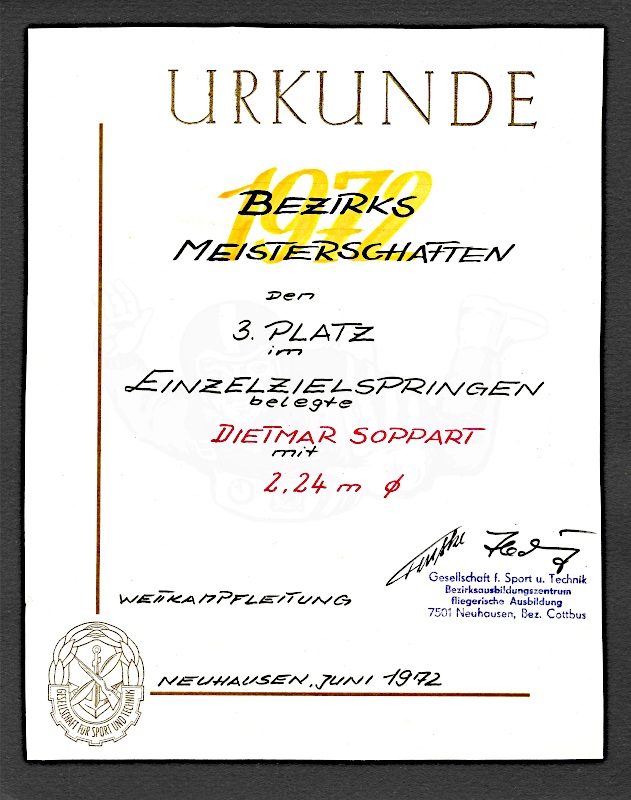 URKUNDE
1972
BEZIRKS
MEISTERSCHAFTEN
den
3. PLATZ
im
EINZELZIELSPRINGEN
belegte
DIETMAR SOPPART
mit
2,24 m ∅
Gesellschaft f. Sport u. Technik
Bezirksausbildungszentrum
fliegerische Ausbildung
7501 Neuhausen, Bez. Cottbus
WETTKAMPFLEITUNG
NEUHAUSEN, JUNI 1972
GESELLSCHAFT FÜR SPORT UND TECHNIK